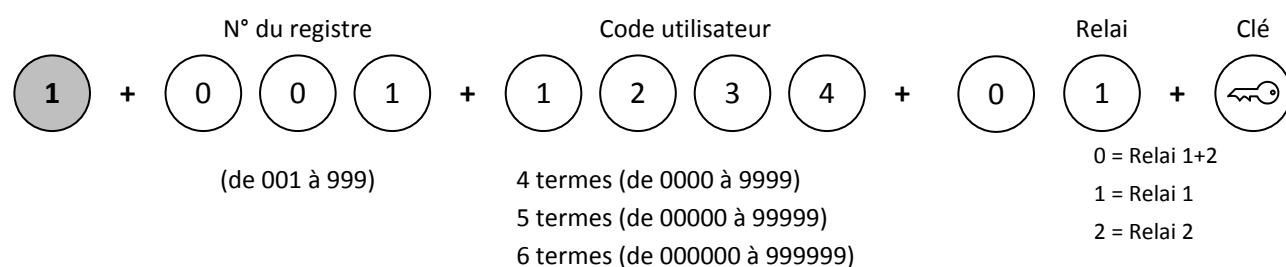 N° du registre Code utilisateur Relai Clé
1 + 0 0 1 + 1 2 3 4 + 0 1 +
0 = Relai 1+2
(de 001 à 999) 4 termes (de 0000 à 9999)
1 = Relai 1
5 termes (de 00000 à 99999)
2 = Relai 2
6 termes (de 000000 à 999999)